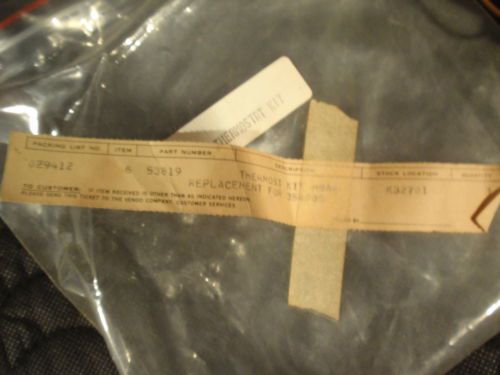 THERMOSTAT KIT
PACKING LIST NO. ITEM PART NUMBER DESCRIPTION STOCK LOCATION
029412 6 53819 THERMOST KIT K32701
REPLACEMENT FOR
TO CUSTOMER: IF ITEM RECEIVED IS OTHER THAN AS INDICATED HEREON
PLEASE SEND THIS TICKET TO THE VENDO COMPANY, CUSTOMER SERVICES.